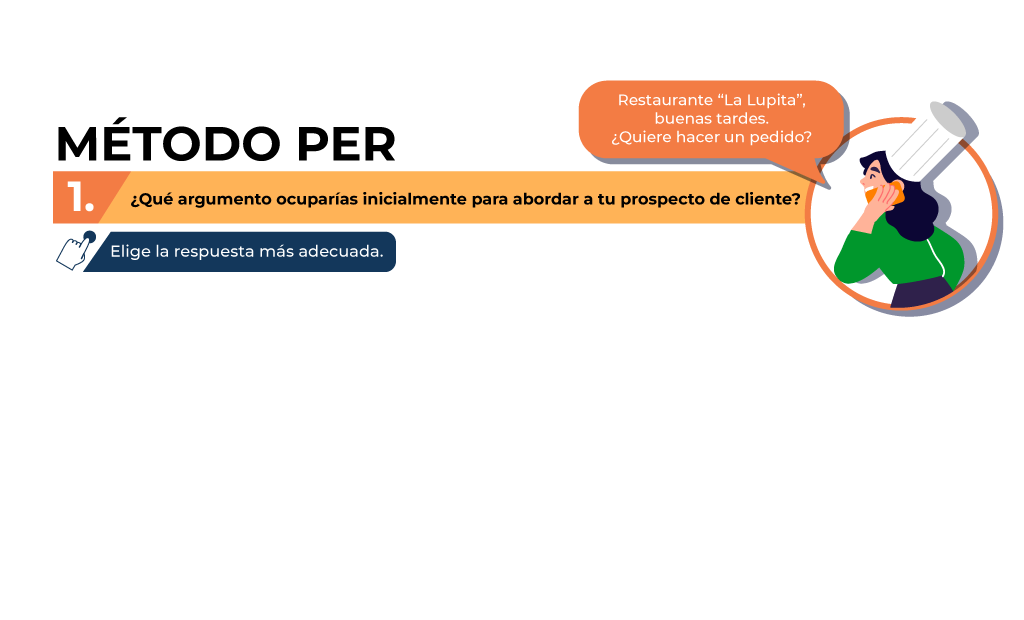 Restaurante “La Lupita”,
buenas tardes.
¿Quiere hacer un pedido?
MÉTODO PER
1. ¿Qué argumento ocuparías inicialmente para abordar a tu prospecto de cliente?
Elige la respuesta más adecuada.